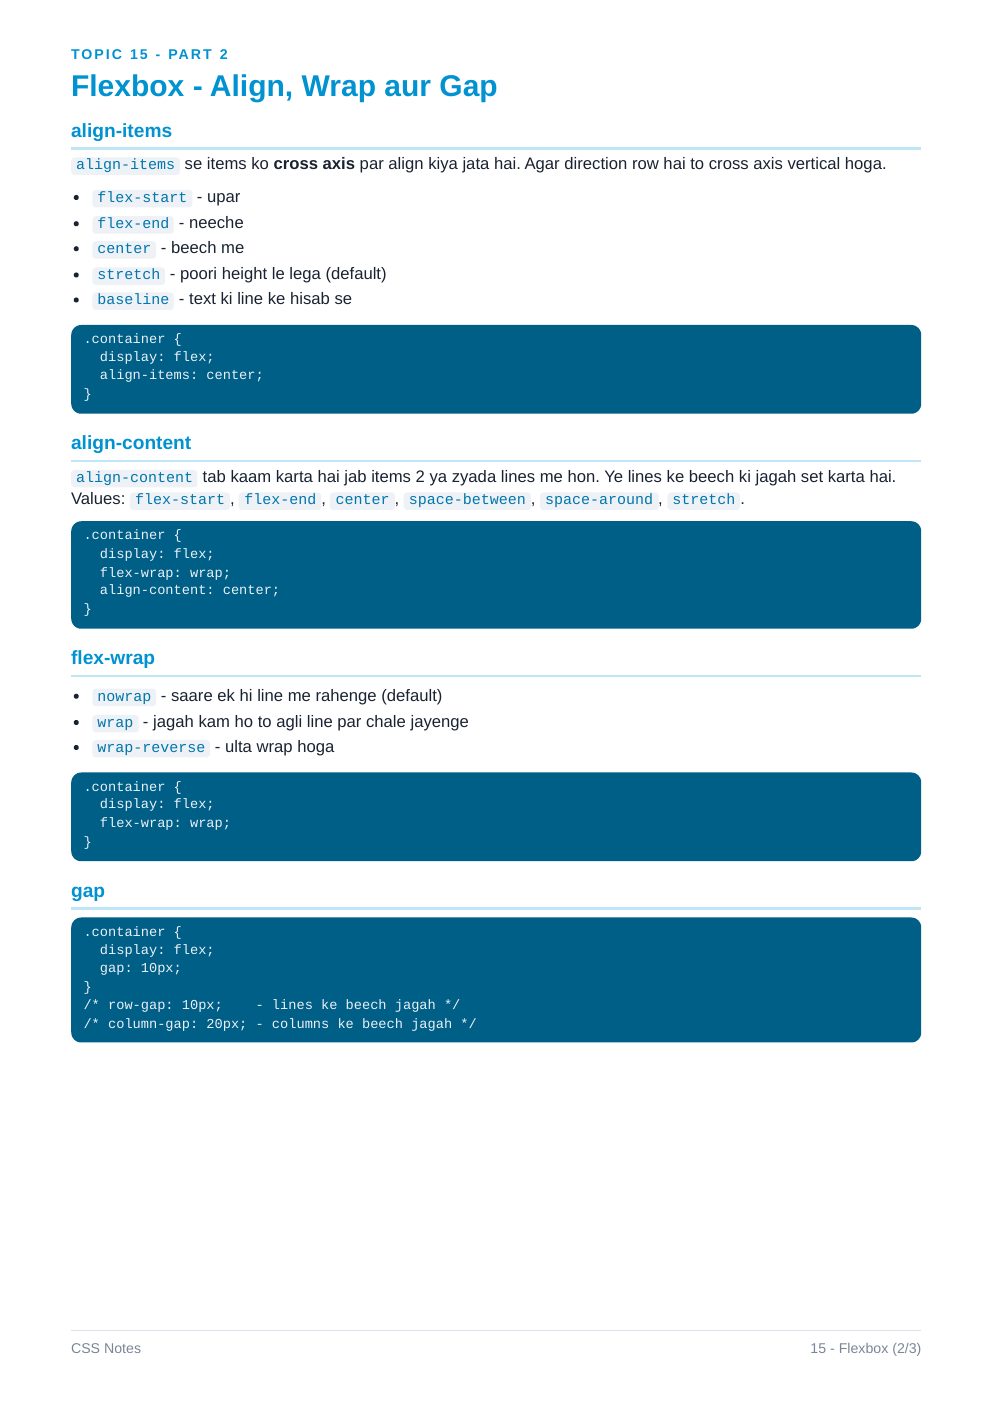 TOPIC 15 - PART 2
Flexbox - Align, Wrap aur Gap
align-items
align-items se items ko cross axis par align kiya jata hai. Agar direction row hai to cross axis vertical hoga.
• flex-start - upar
• flex-end - neeche
• center - beech me
• stretch - poori height le lega (default)
• baseline - text ki line ke hisab se
.container {
  display: flex;
  align-items: center;
}
align-content
align-content tab kaam karta hai jab items 2 ya zyada lines me hon. Ye lines ke beech ki jagah set karta hai.
Values: flex-start, flex-end, center, space-between, space-around, stretch.
.container {
  display: flex;
  flex-wrap: wrap;
  align-content: center;
}
flex-wrap
• nowrap - saare ek hi line me rahenge (default)
• wrap - jagah kam ho to agli line par chale jayenge
• wrap-reverse - ulta wrap hoga
.container {
  display: flex;
  flex-wrap: wrap;
}
gap
.container {
  display: flex;
  gap: 10px;
}
/* row-gap: 10px;    - lines ke beech jagah */
/* column-gap: 20px; - columns ke beech jagah */
CSS Notes
15 - Flexbox (2/3)